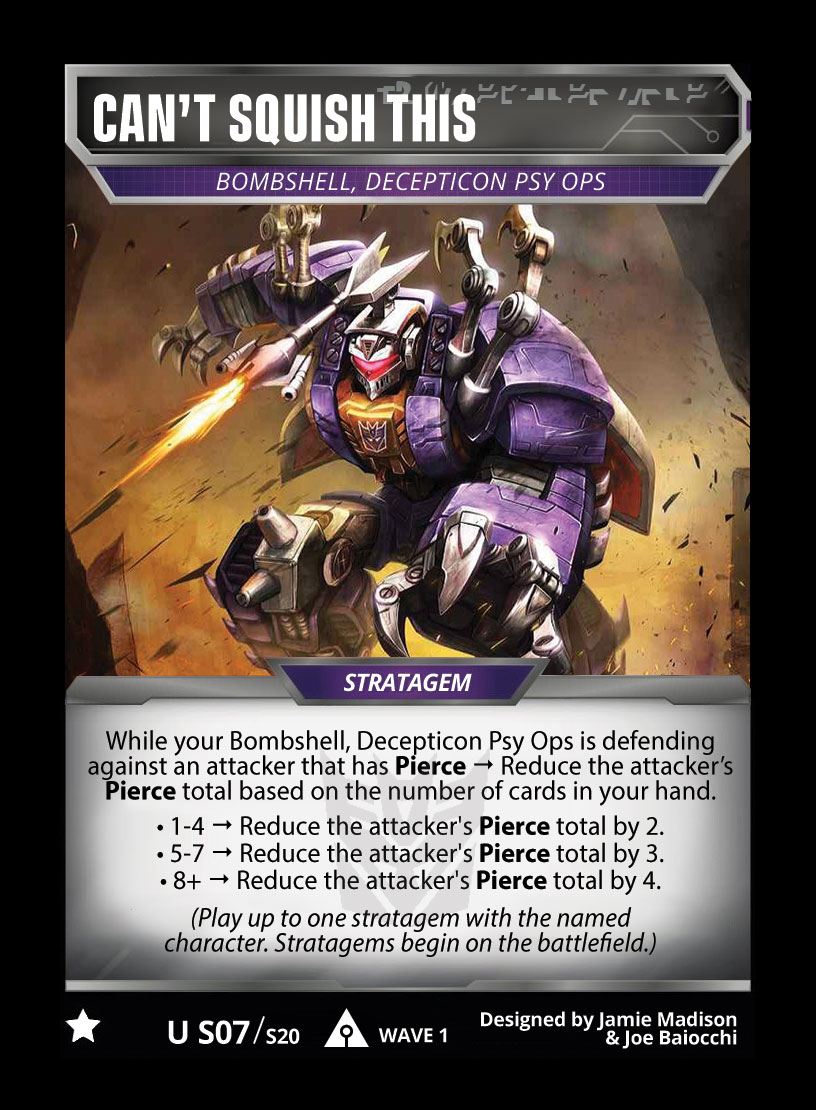 CAN'T SQUISH THIS
BOMBSHELL, DECEPTICON PSY OPS
STRATAGEM
While your Bombshell, Decepticon Psy Ops is defending
against an attacker that has Pierce → Reduce the attacker’s
Pierce total based on the number of cards in your hand.
• 1-4 → Reduce the attacker's Pierce total by 2.
• 5-7 → Reduce the attacker's Pierce total by 3.
• 8+ → Reduce the attacker's Pierce total by 4.
(Play up to one stratagem with the named
character. Stratagems begin on the battlefield.)
U S07/S20 WAVE 1
Designed by Jamie Madison
& Joe Baiocchi